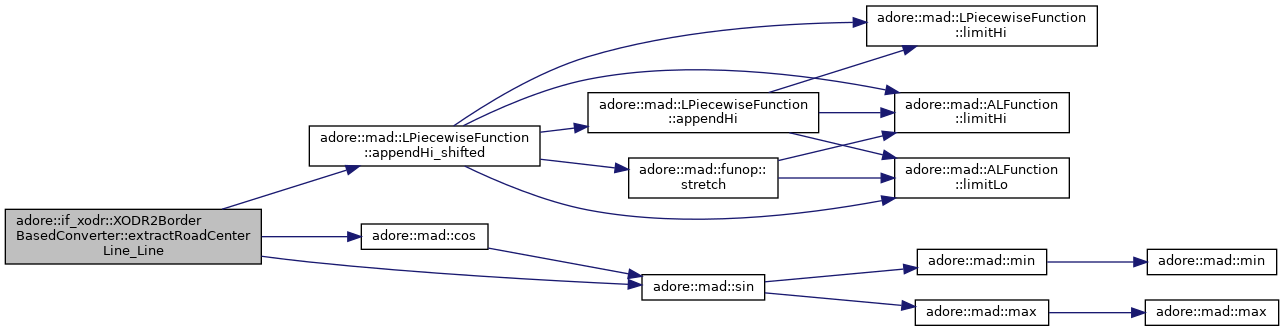 adore::if_xodr::XODR2Border
BasedConverter::extractRoadCenter
Line_Line
adore::mad::LPiecewiseFunction
::appendHi_shifted
adore::mad::cos
adore::mad::LPiecewiseFunction
::appendHi
adore::mad::funop::
stretch
adore::mad::sin
adore::mad::LPiecewiseFunction
::limitHi
adore::mad::ALFunction
::limitHi
adore::mad::ALFunction
::limitLo
adore::mad::min
adore::mad::max
adore::mad::min
adore::mad::max